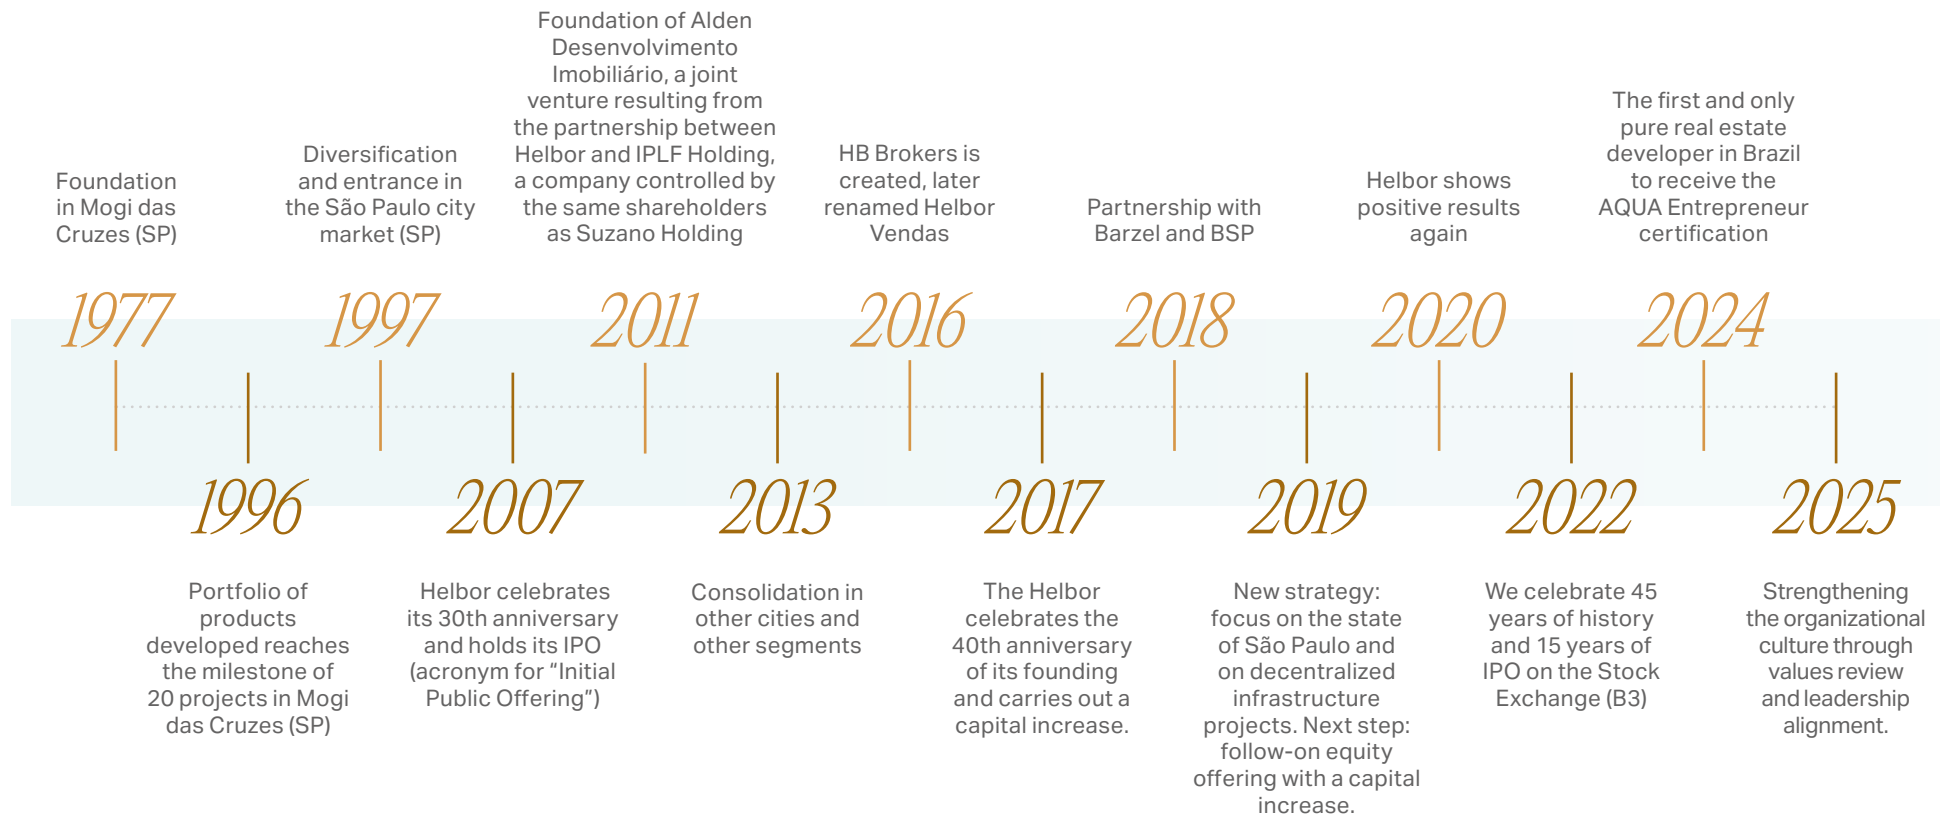 Foundation
in Mogi das
Cruzes (SP)
1977
Portfolio of
products
developed reaches
the milestone of
20 projects in Mogi
das Cruzes (SP)
1996
Diversification
and entrance in
the São Paulo city
market (SP)
1997
2007
Helbor celebrates
its 30th anniversary
and holds its IPO
(acronym for “Initial
Public Offering”)
Foundation of Alden
Desenvolvimento
Imobiliário, a joint
venture resulting from
the partnership between
Helbor and IPLF Holding,
a company controlled by
the same shareholders
as Suzano Holding
2011
2013
Consolidation in
other cities and
other segments
HB Brokers is
created, later
renamed Helbor
Vendas
2016
2017
The Helbor
celebrates the
40th anniversary
of its founding
and carries out a
capital increase.
Partnership with
Barzel and BSP
2018
2019
New strategy:
focus on the state
of São Paulo and
on decentralized
infrastructure
projects. Next step:
follow-on equity
offering with a capital
increase.
Helbor shows
positive results
again
2020
2022
We celebrate 45
years of history
and 15 years of
IPO on the Stock
Exchange (B3)
The first and only
pure real estate
developer in Brazil
to receive the
AQUA Entrepreneur
certification
2024
2025
Strengthening
the organizational
culture through
values review
and leadership
alignment.